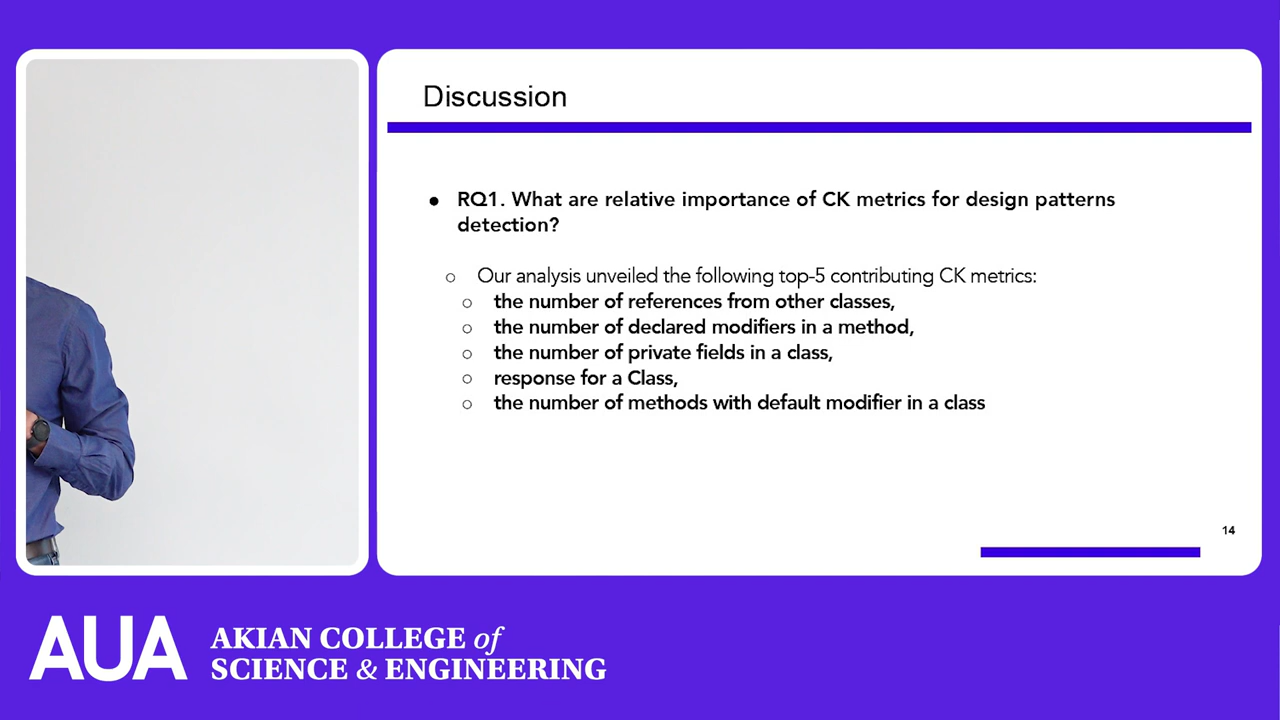 Discussion
● RQ1. What are relative importance of CK metrics for design patterns
detection?
○ Our analysis unveiled the following top-5 contributing CK metrics:
○ the number of references from other classes,
○ the number of declared modifiers in a method,
○ the number of private fields in a class,
○ response for a Class,
○ the number of methods with default modifier in a class
14
AUA AKIAN COLLEGE of
SCIENCE & ENGINEERING